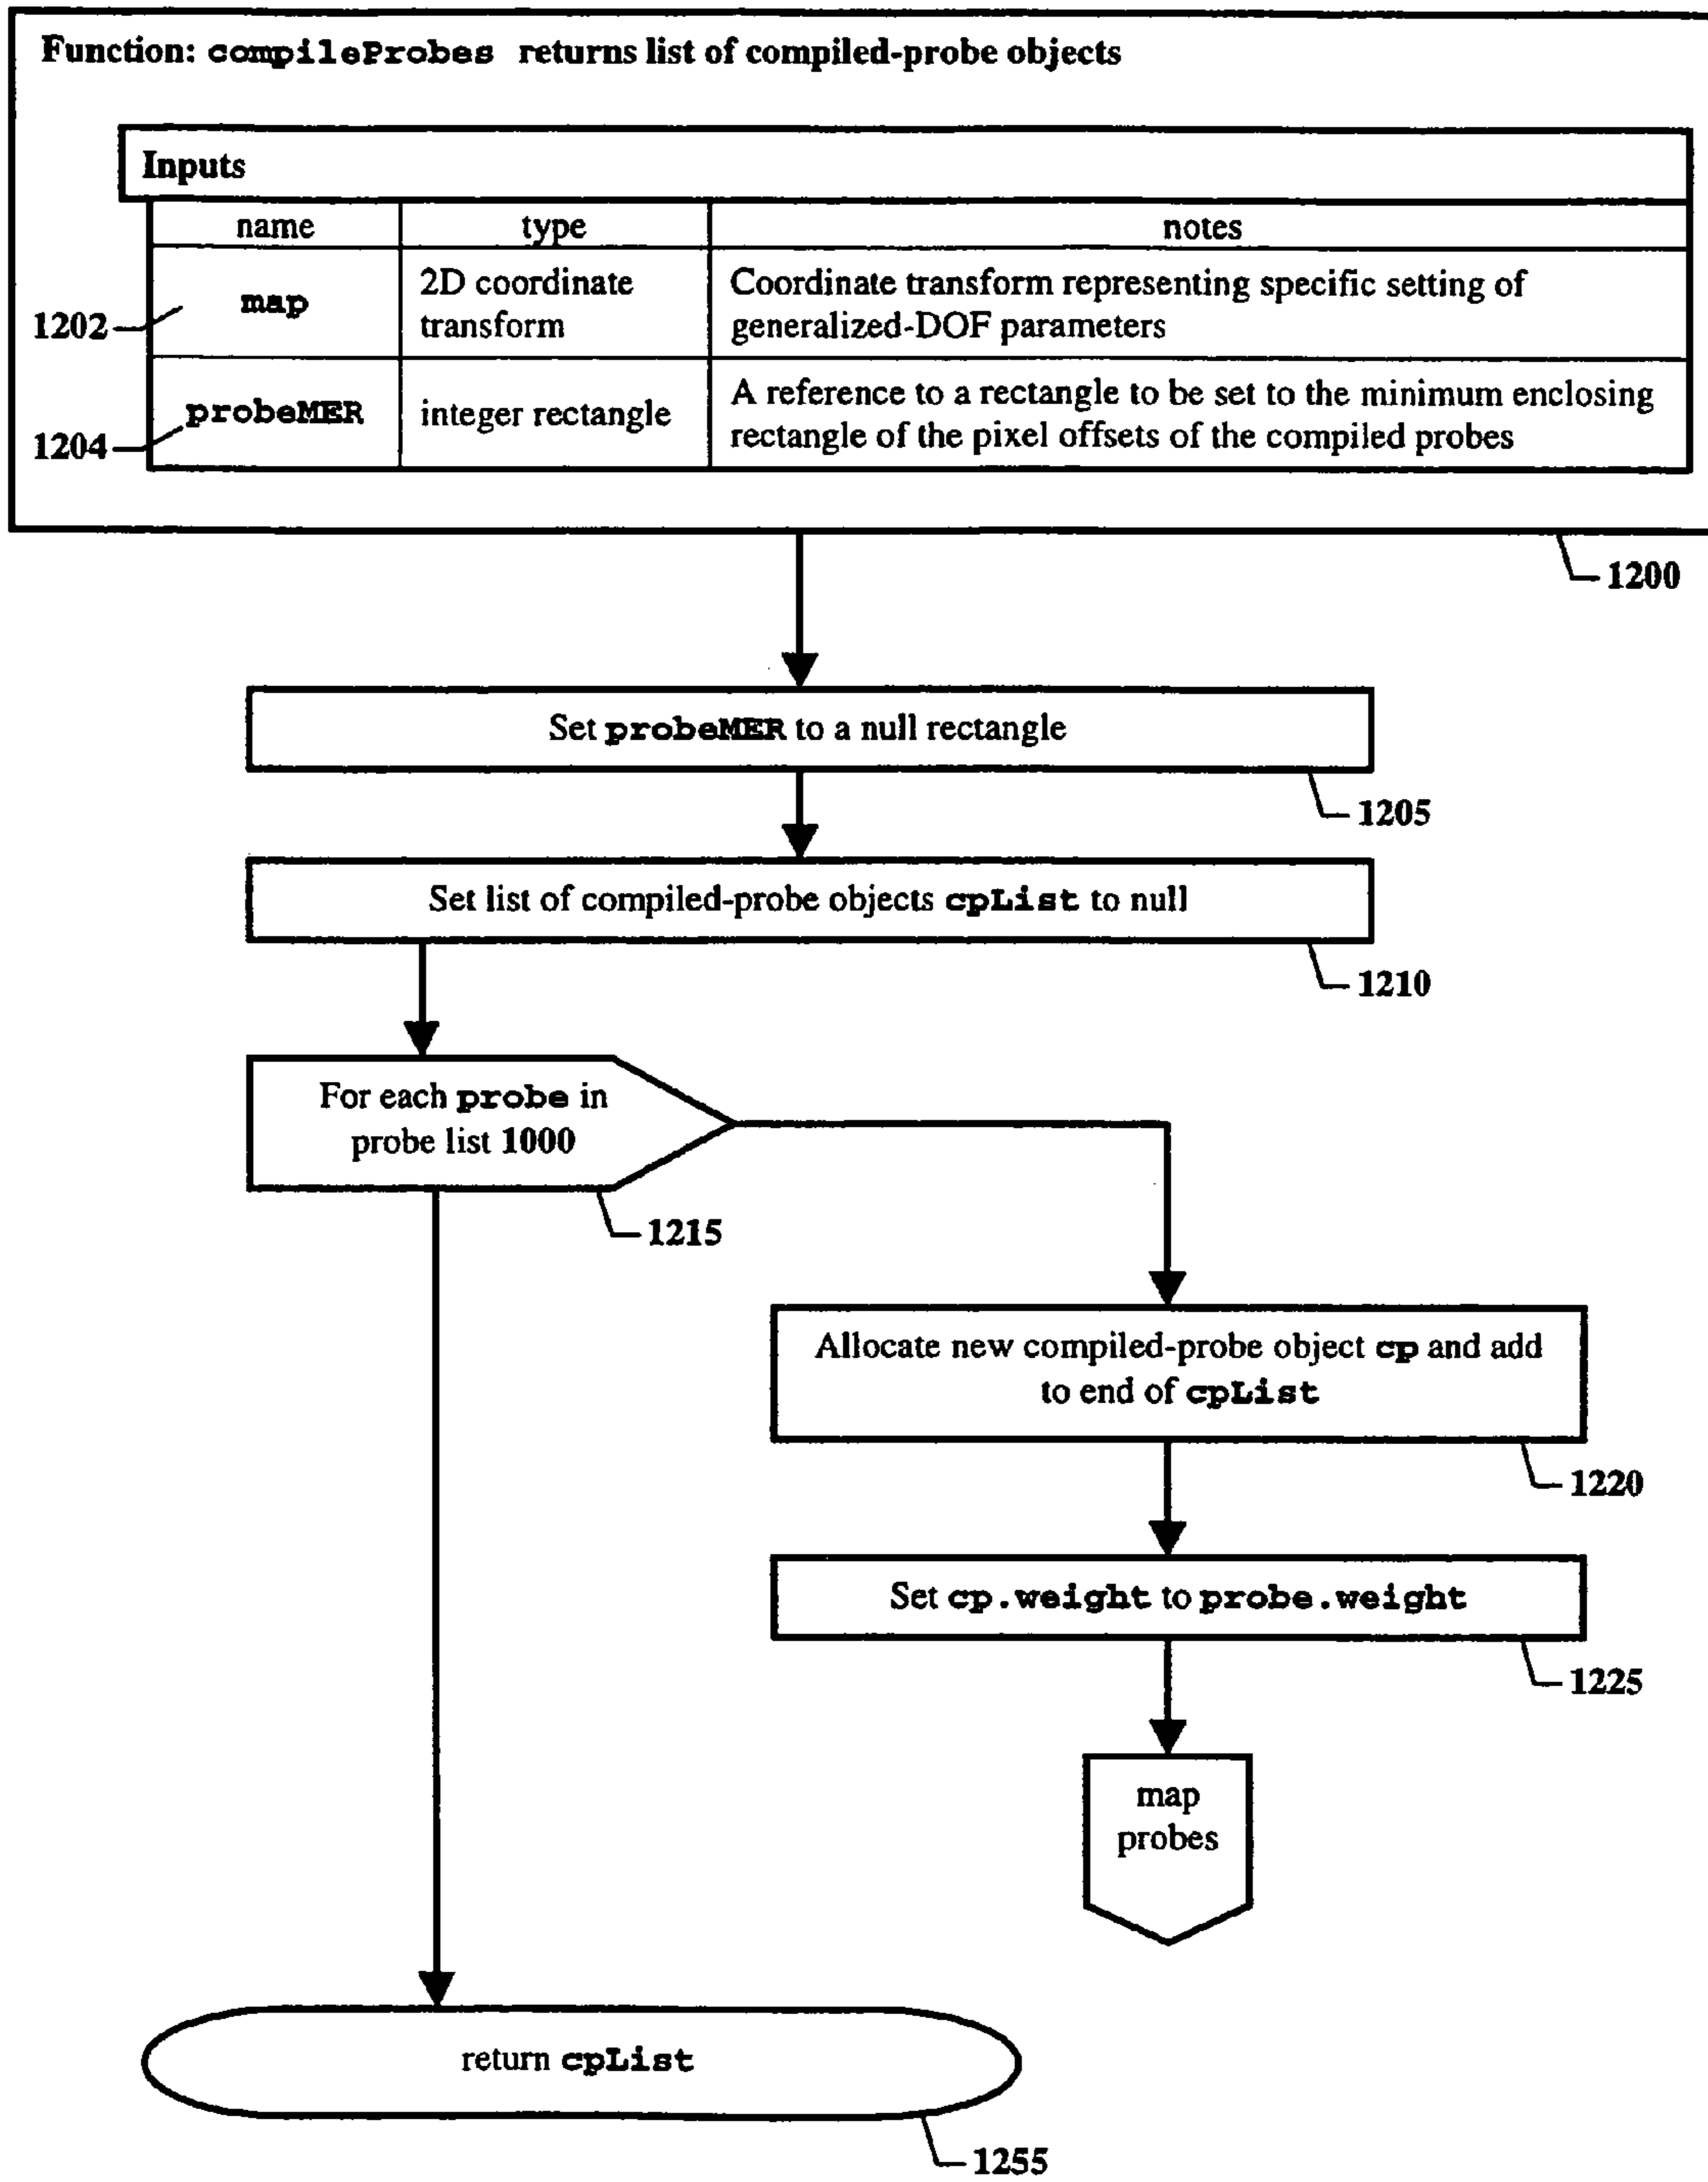 Function: compileProbes returns list of compiled-probe objects
Inputs
name type notes
map
2D coordinate
transform
Coordinate transform representing specific setting of
generalized-DOF parameters
1202
probeMER
integer rectangle
A reference to a rectangle to be set to the minimum enclosing
rectangle of the pixel offsets of the compiled probes
1204
1200
Set probeMER to a null rectangle
1205
Set list of compiled-probe objects cpList to null
1210
For each probe in
probe list 1000
1215
Allocate new compiled-probe object cp and add
to end of cpList
1220
Set cp.weight to probe.weight
1225
map
probes
return cpList
1255